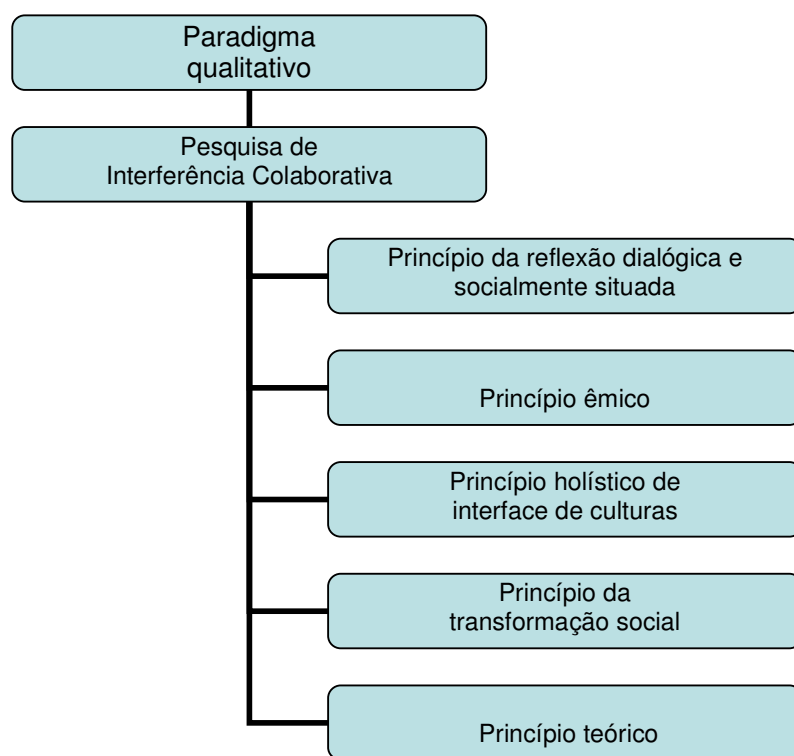 Paradigma
qualitativo
Pesquisa de
Interferência Colaborativa
Princípio da reflexão dialógica e
socialmente situada
Princípio êmico
Princípio holístico de
interface de culturas
Princípio da
transformação social
Princípio teórico